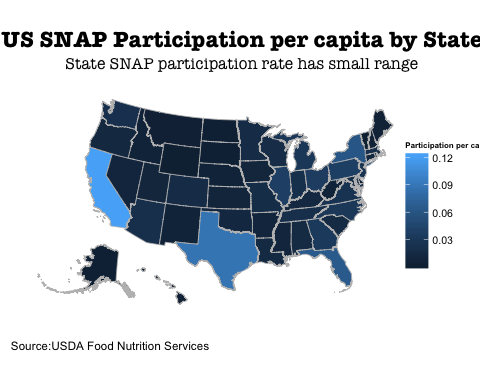 US SNAP Participation per capita by State
State SNAP participation rate has small range
Participation per ca
0.12
0.09
0.06
0.03
Source:USDA Food Nutrition Services